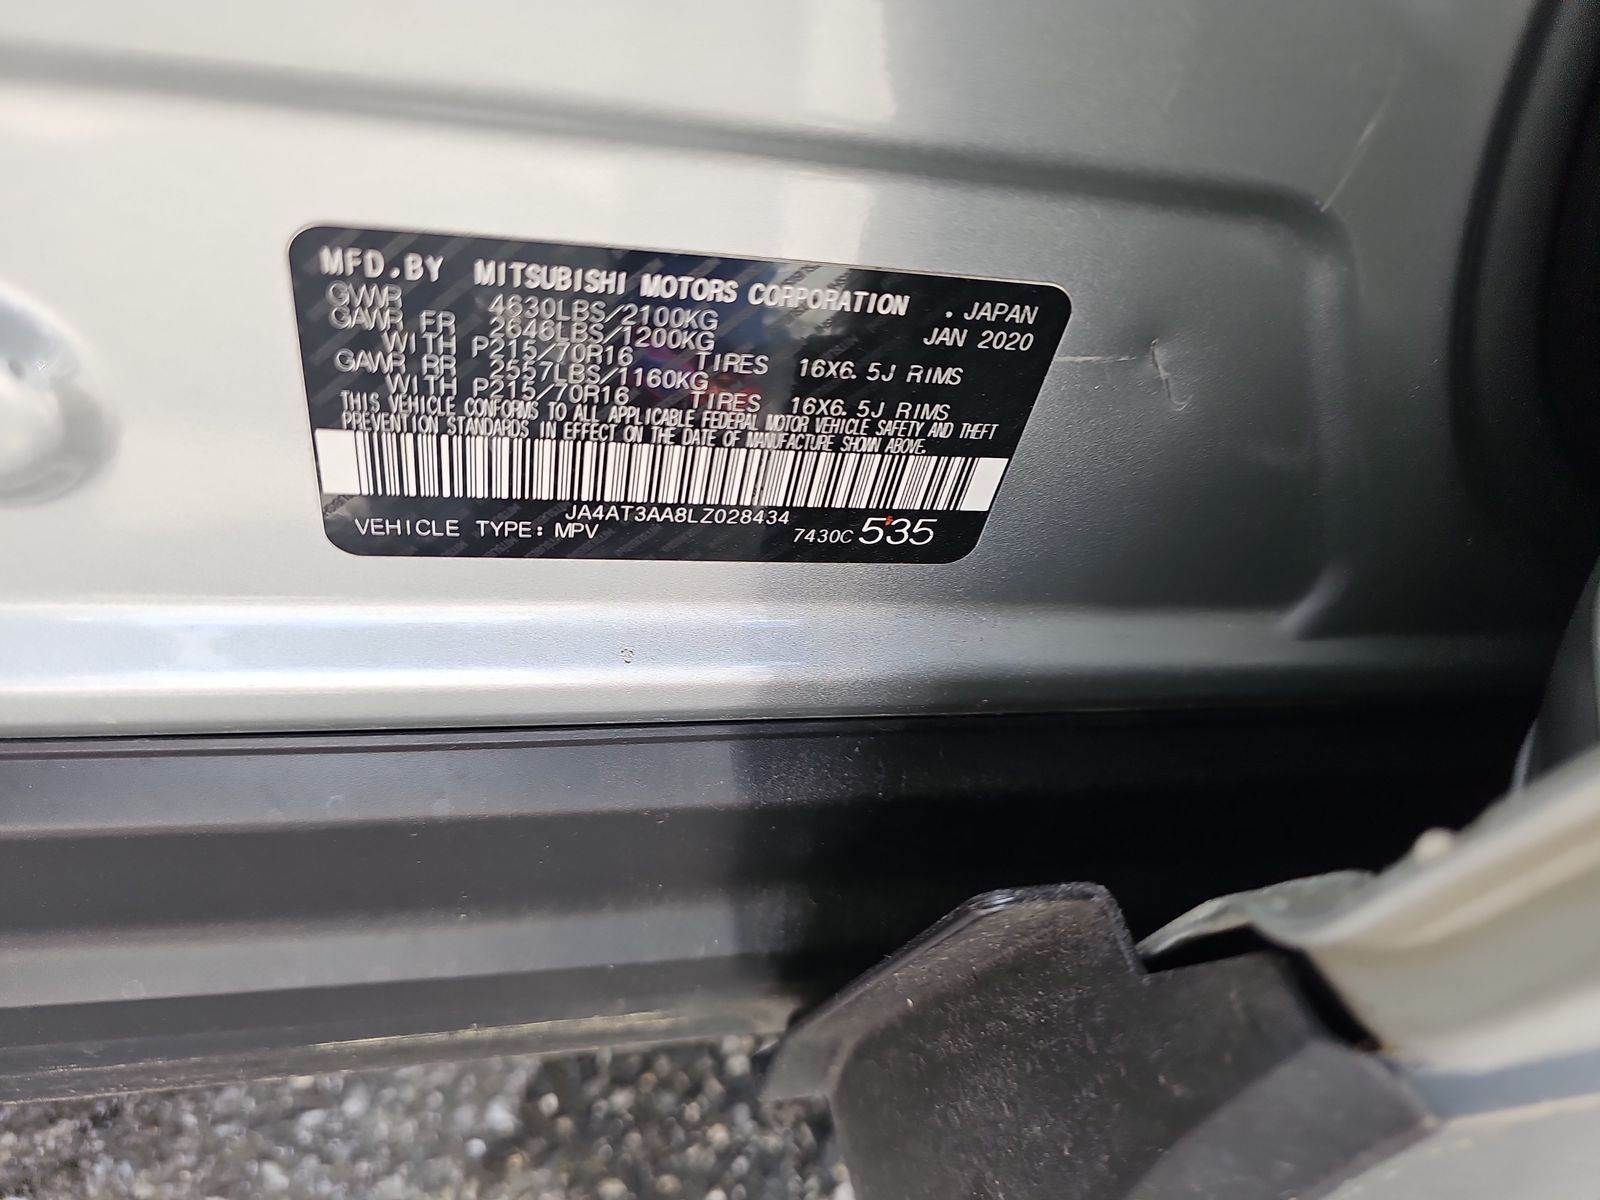 MFD.BY MITSUBISHI MOTORS CORPORATION . JAPAN
GVWR 4630LBS/2100KG JAN 2020
GAWR FR 2646LBS/1200KG
WITH P215/70R16 TIRES 16X6.5J RIMS
GAWR RR 2557LBS/1160KG
WITH P215/70R16 TIRES 16X6.5J RIMS
THIS VEHICLE CONFORMS TO ALL APPLICABLE FEDERAL MOTOR VEHICLE SAFETY AND THEFT
PREVENTION STANDARDS IN EFFECT ON THE DATE OF MANUFACTURE SHOWN ABOVE.
JA4AT3AA8LZ028434
VEHICLE TYPE: MPV 7430C 535